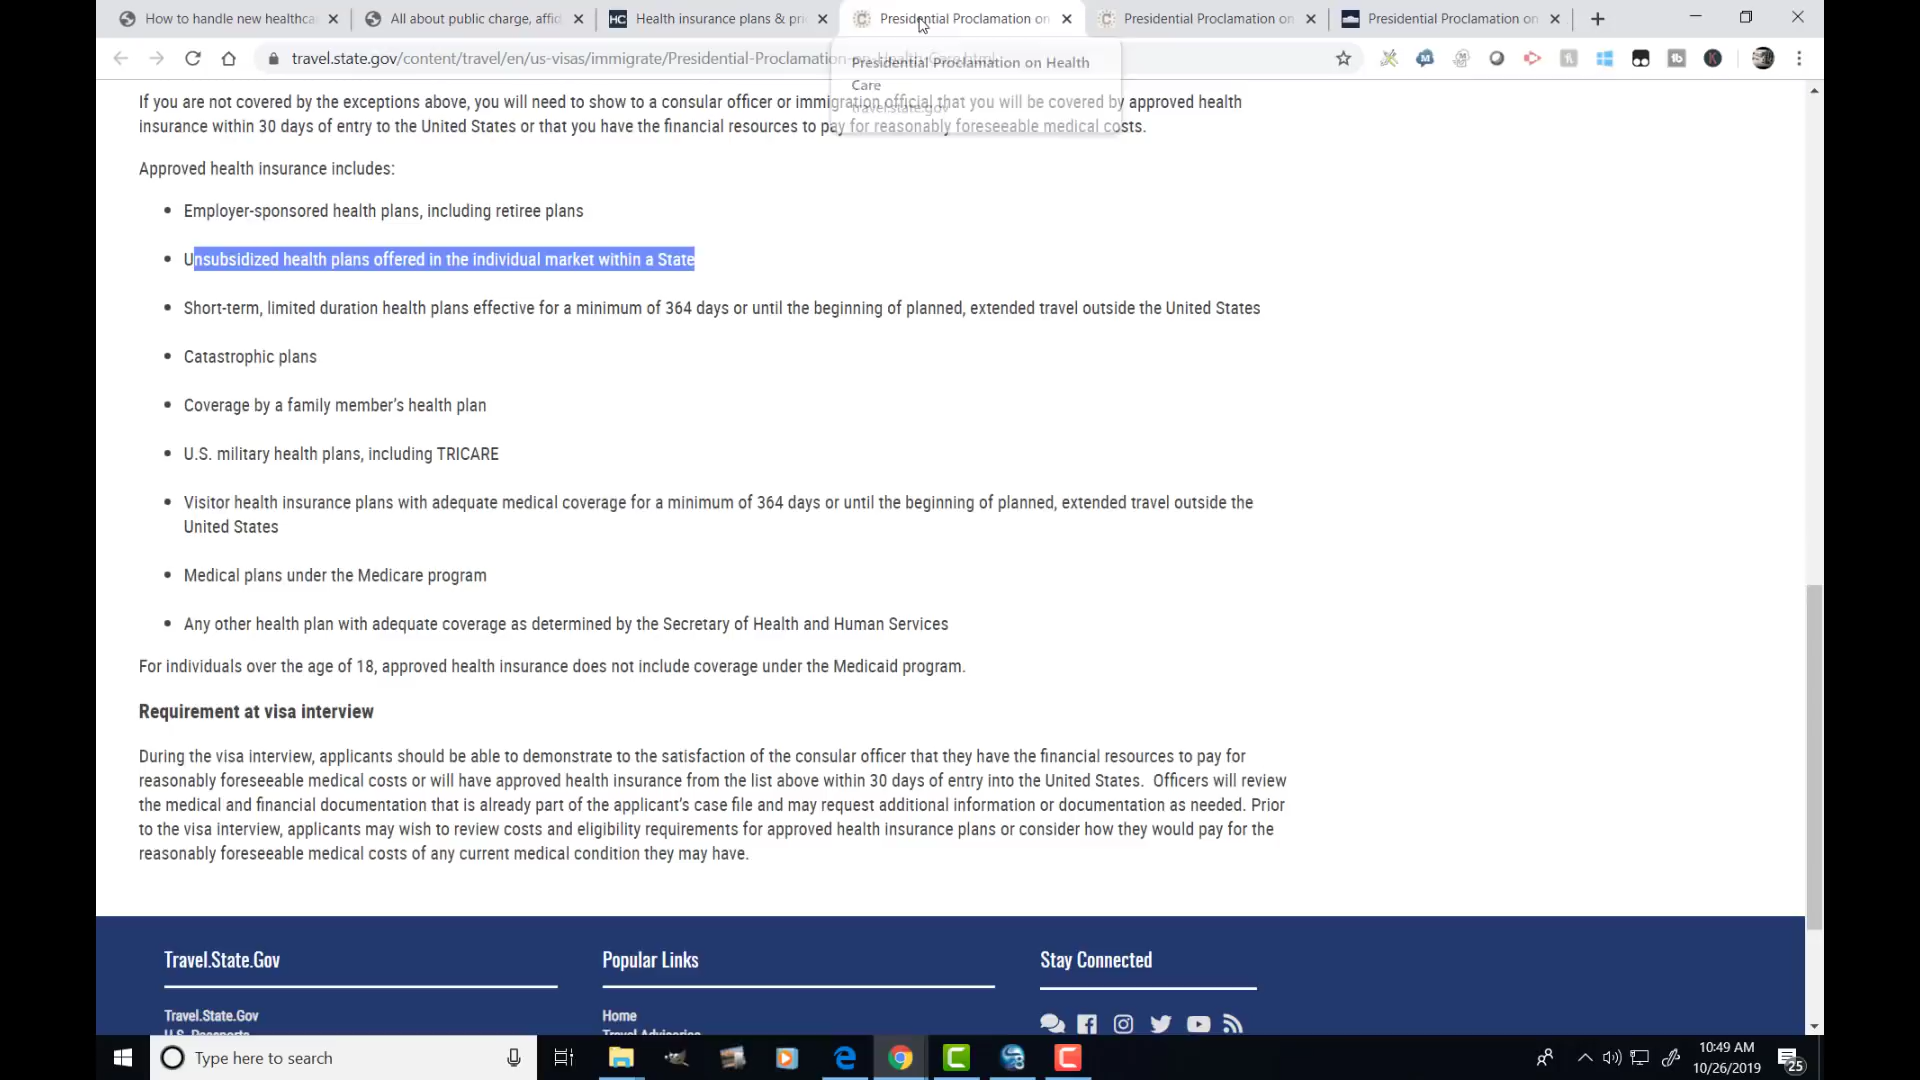 How to handle new healthca
All about public charge, affid
HC Health insurance plans & pri
Presidential Proclamation on
Presidential Proclamation on
Presidential Proclamation on
travel.state.gov/content/travel/en/us-visas/immigrate/Presidential-Proclamation-on-Health-Care.html
Presidential Proclamation on Health
Care
travel.state.gov
If you are not covered by the exceptions above, you will need to show to a consular officer or immigration official that you will be covered by approved health
insurance within 30 days of entry to the United States or that you have the financial resources to pay for reasonably foreseeable medical costs.
Approved health insurance includes:
• Employer-sponsored health plans, including retiree plans
• Unsubsidized health plans offered in the individual market within a State
• Short-term, limited duration health plans effective for a minimum of 364 days or until the beginning of planned, extended travel outside the United States
• Catastrophic plans
• Coverage by a family member’s health plan
• U.S. military health plans, including TRICARE
• Visitor health insurance plans with adequate medical coverage for a minimum of 364 days or until the beginning of planned, extended travel outside the
United States
• Medical plans under the Medicare program
• Any other health plan with adequate coverage as determined by the Secretary of Health and Human Services
For individuals over the age of 18, approved health insurance does not include coverage under the Medicaid program.
Requirement at visa interview
During the visa interview, applicants should be able to demonstrate to the satisfaction of the consular officer that they have the financial resources to pay for
reasonably foreseeable medical costs or will have approved health insurance from the list above within 30 days of entry into the United States.  Officers will review
the medical and financial documentation that is already part of the applicant’s case file and may request additional information or documentation as needed. Prior
to the visa interview, applicants may wish to review costs and eligibility requirements for approved health insurance plans or consider how they would pay for the
reasonably foreseeable medical costs of any current medical condition they may have.
Travel.State.Gov
Popular Links
Stay Connected
Travel.State.Gov
Home
U.S. Passports
Travel Advisories
Type here to search
10:49 AM
10/26/2019
25